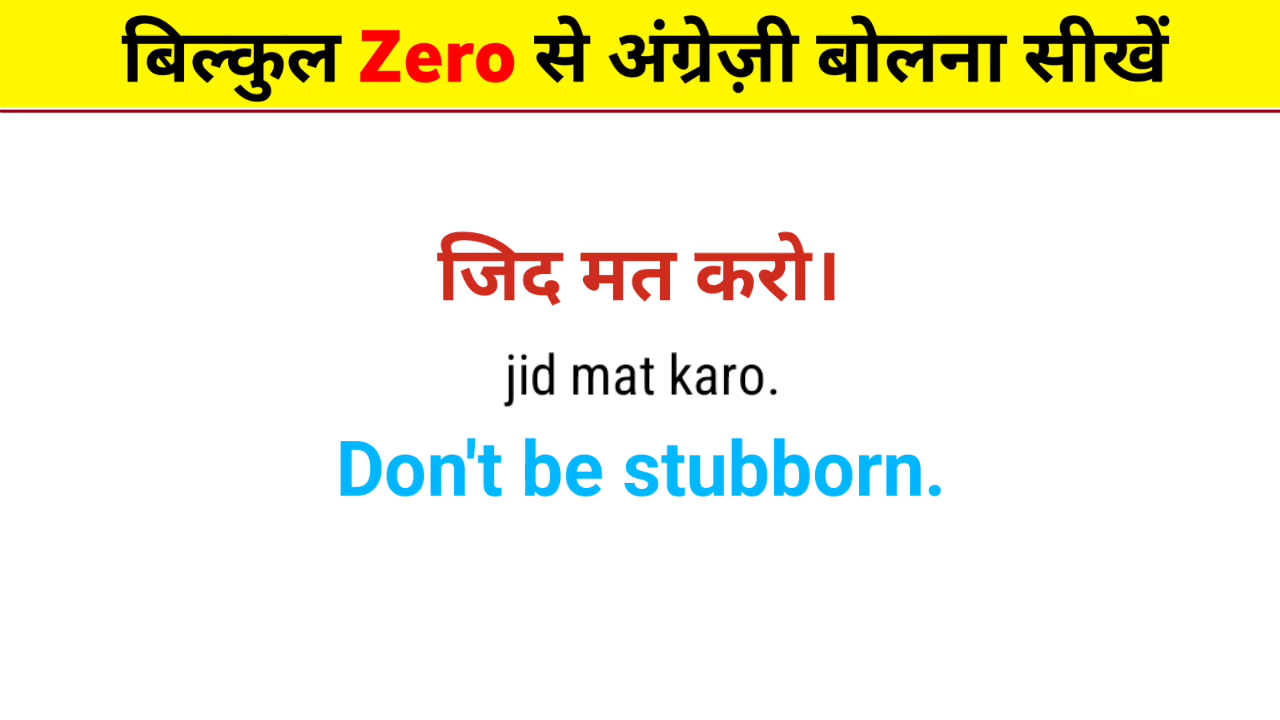 बिल्कुल Zero से अंग्रेज़ी बोलना सीखें
जिद मत करो।
jid mat karo.
Don't be stubborn.